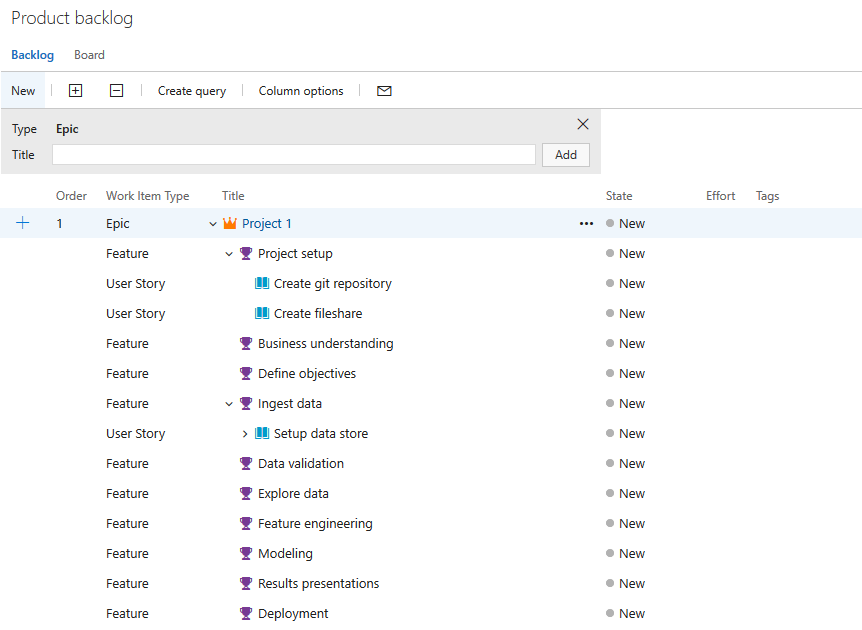 Product backlog
Backlog Board
New Create query Column options
Type Epic
Title Add
Order Work Item Type Title State Effort Tags
1 Epic Project 1 New
Feature Project setup New
User Story Create git repository New
User Story Create fileshare New
Feature Business understanding New
Feature Define objectives New
Feature Ingest data New
User Story Setup data store New
Feature Data validation New
Feature Explore data New
Feature Feature engineering New
Feature Modeling New
Feature Results presentations New
Feature Deployment New